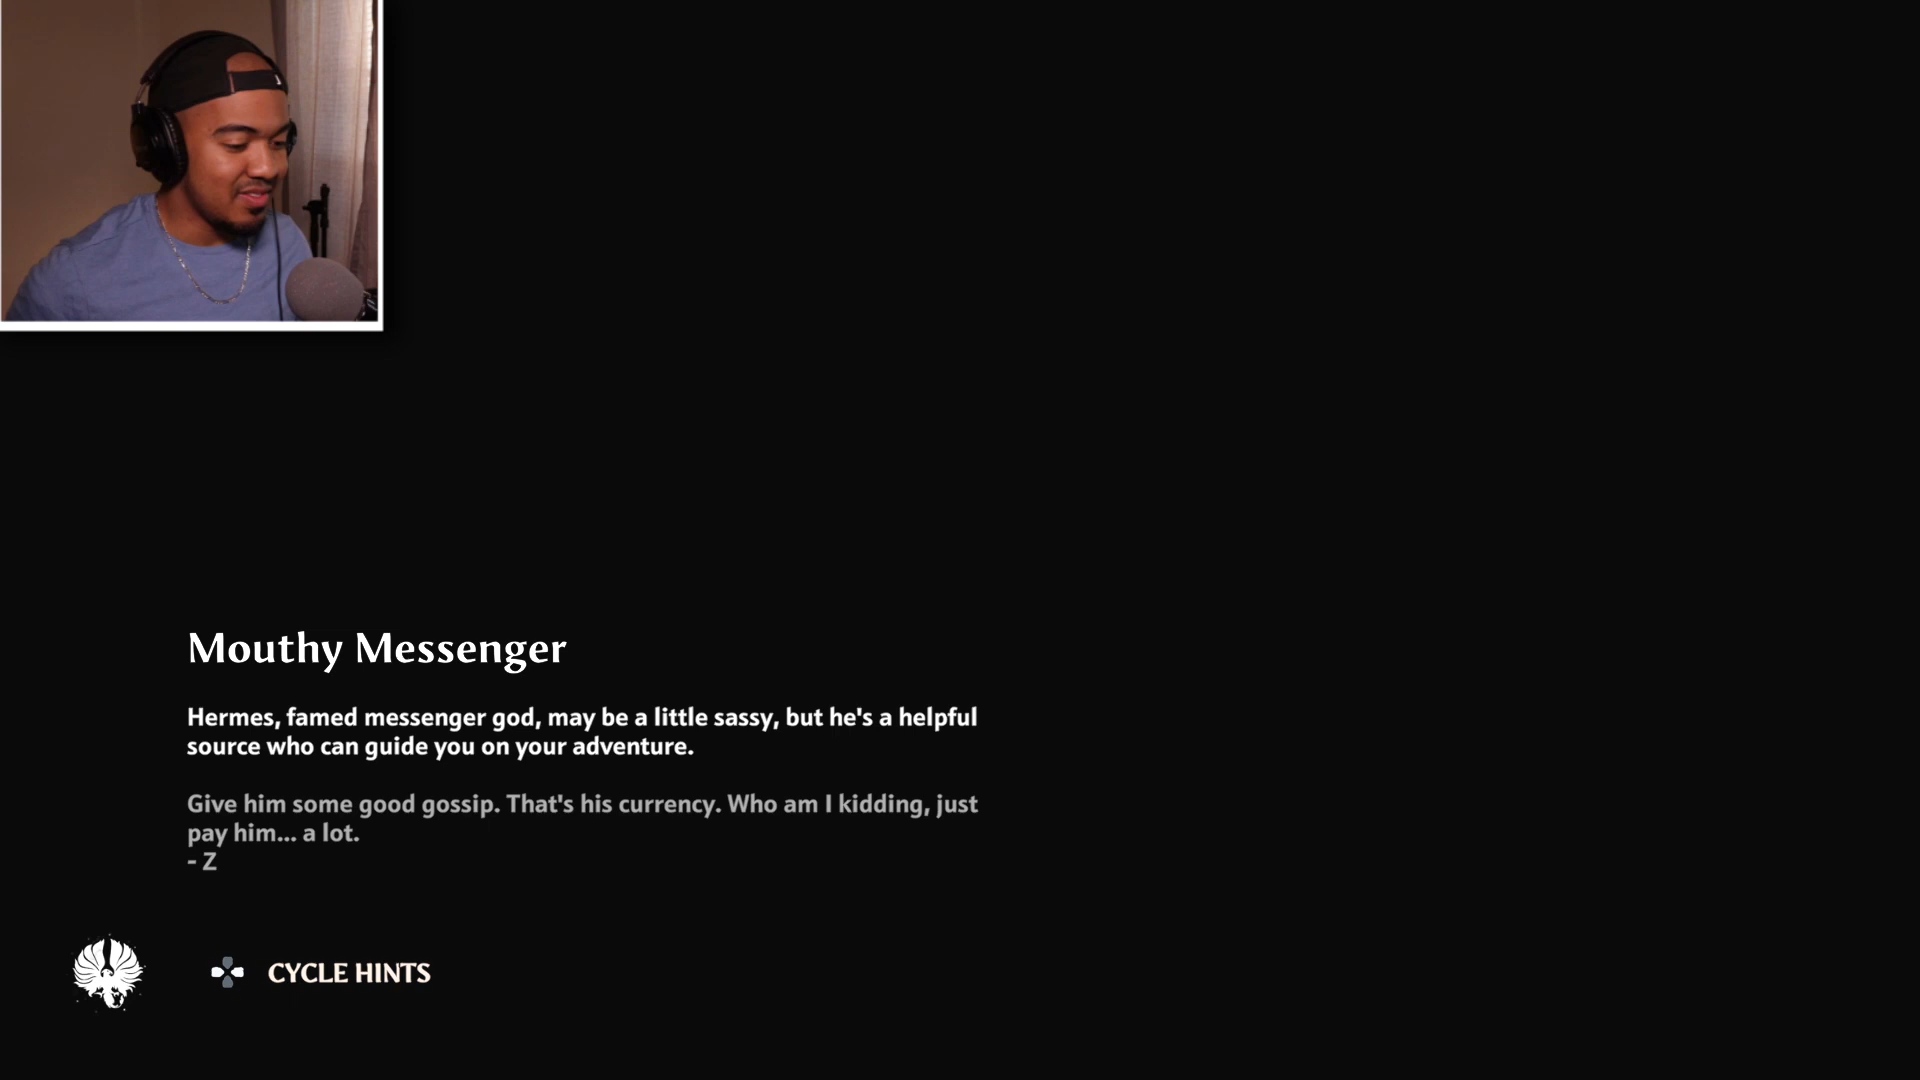 Mouthy Messenger
Hermes, famed messenger god, may be a little sassy, but he's a helpful
source who can guide you on your adventure.
Give him some good gossip. That's his currency. Who am I kidding, just
pay him... a lot.
- Z
CYCLE HINTS